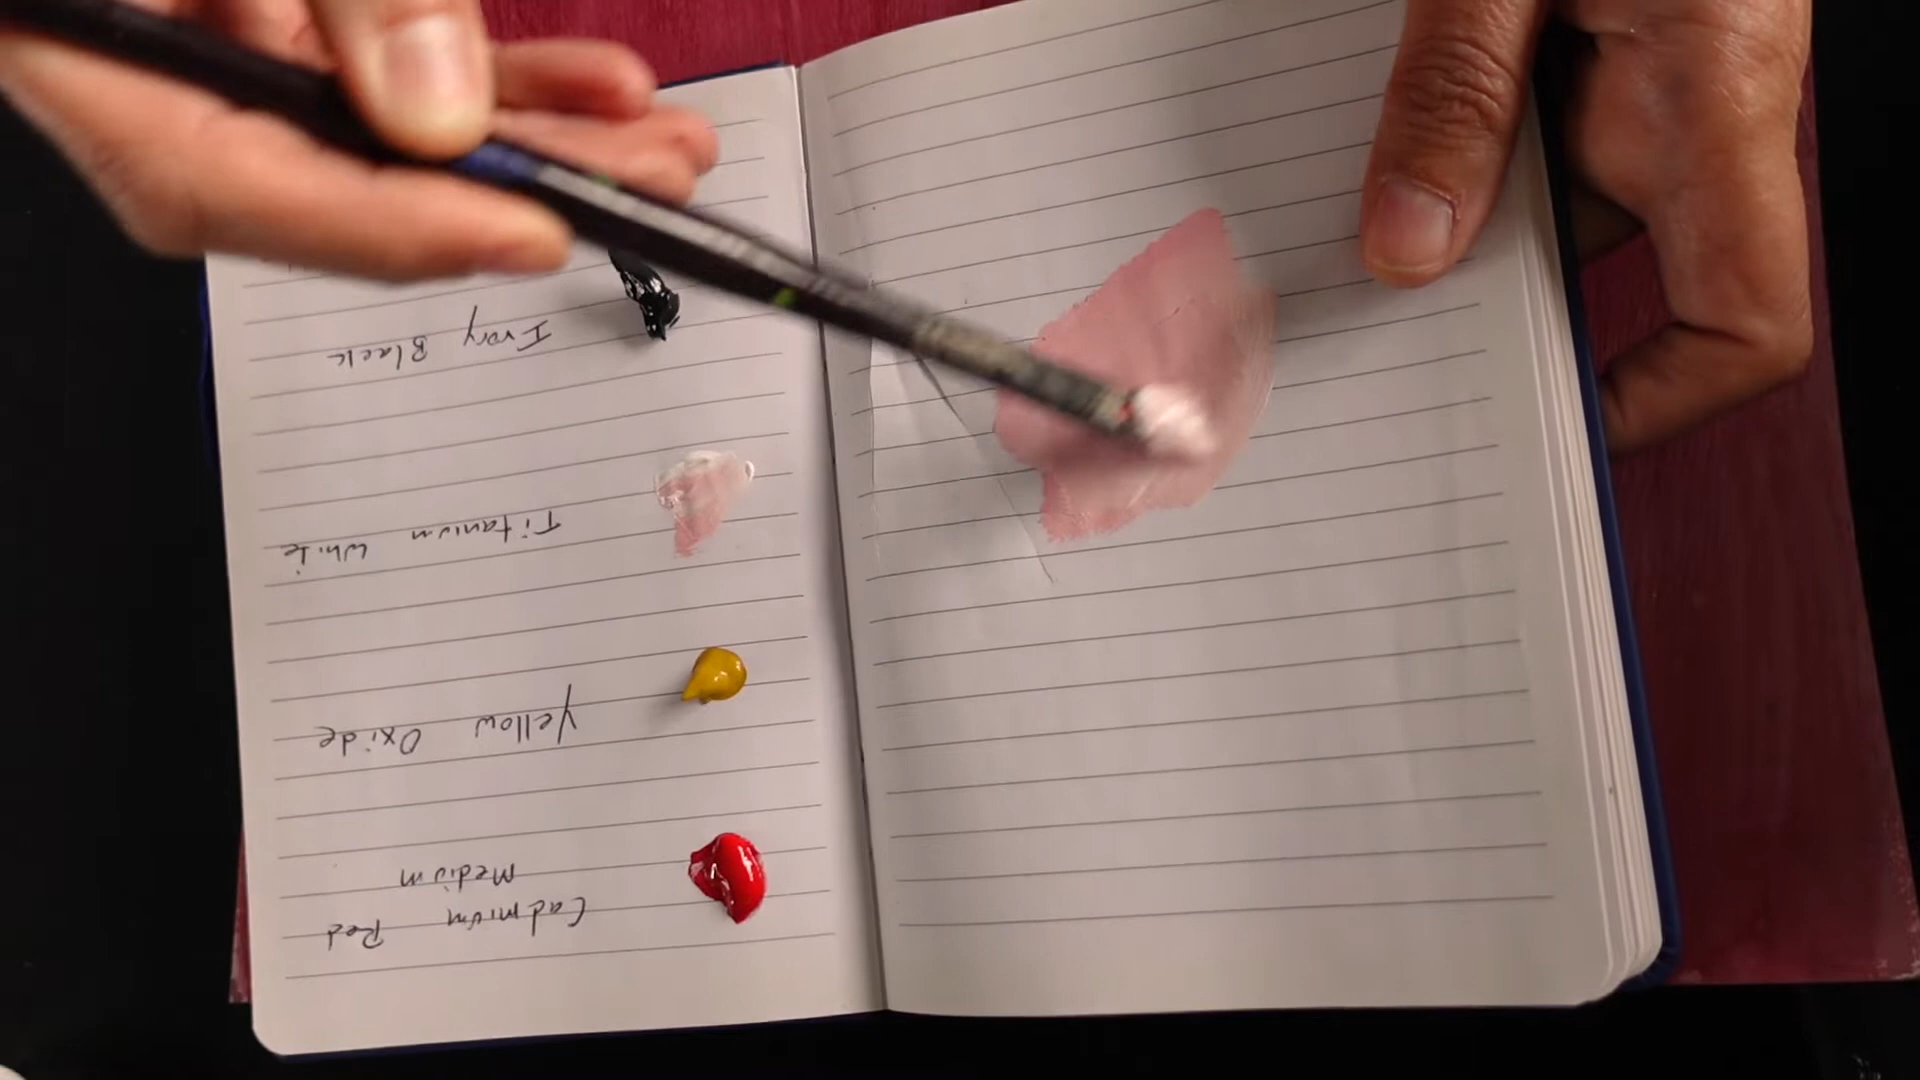 Cadmium Red
Medium
Yellow Oxide
Titanium White
Ivory Black